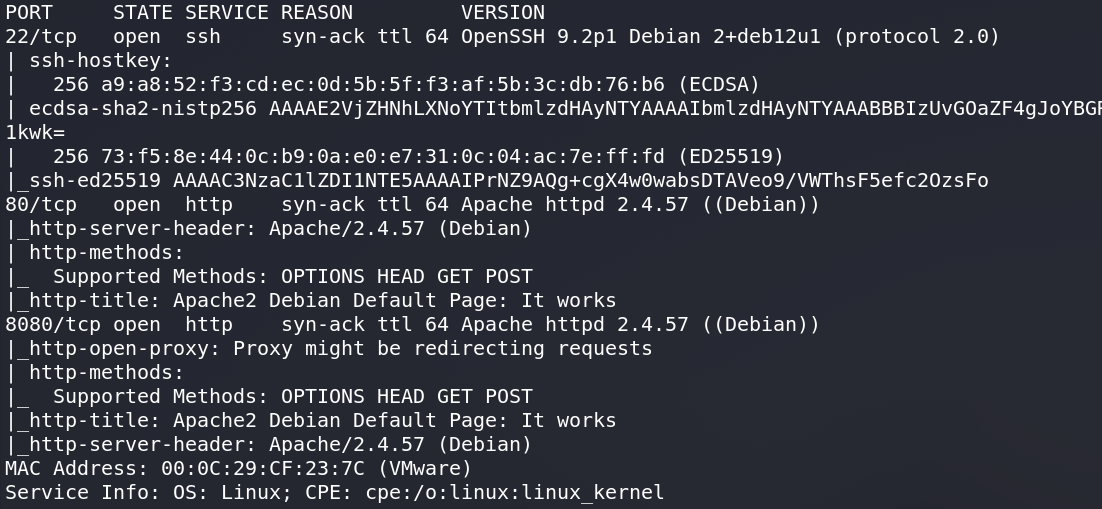 PORT     STATE SERVICE REASON         VERSION
22/tcp   open  ssh     syn-ack ttl 64 OpenSSH 9.2p1 Debian 2+deb12u1 (protocol 2.0)
| ssh-hostkey:
|   256 a9:a8:52:f3:cd:ec:0d:5b:5f:f3:af:5b:3c:db:76:b6 (ECDSA)
| ecdsa-sha2-nistp256 AAAAE2VjZHNhLXNoYTItbmlzdHAyNTYAAAAIbmlzdHAyNTYAAABBBIzUvGOaZF4gJoYBGF
1kwk=
|   256 73:f5:8e:44:0c:b9:0a:e0:e7:31:0c:04:ac:7e:ff:fd (ED25519)
|_ssh-ed25519 AAAAC3NzaC1lZDI1NTE5AAAAIPrNZ9AQg+cgX4w0wabsDTAVeo9/VWThsF5efc2OzsFo
80/tcp   open  http    syn-ack ttl 64 Apache httpd 2.4.57 ((Debian))
|_http-server-header: Apache/2.4.57 (Debian)
| http-methods:
|_  Supported Methods: OPTIONS HEAD GET POST
|_http-title: Apache2 Debian Default Page: It works
8080/tcp open  http    syn-ack ttl 64 Apache httpd 2.4.57 ((Debian))
|_http-open-proxy: Proxy might be redirecting requests
| http-methods:
|_  Supported Methods: OPTIONS HEAD GET POST
|_http-title: Apache2 Debian Default Page: It works
|_http-server-header: Apache/2.4.57 (Debian)
MAC Address: 00:0C:29:CF:23:7C (VMware)
Service Info: OS: Linux; CPE: cpe:/o:linux:linux_kernel